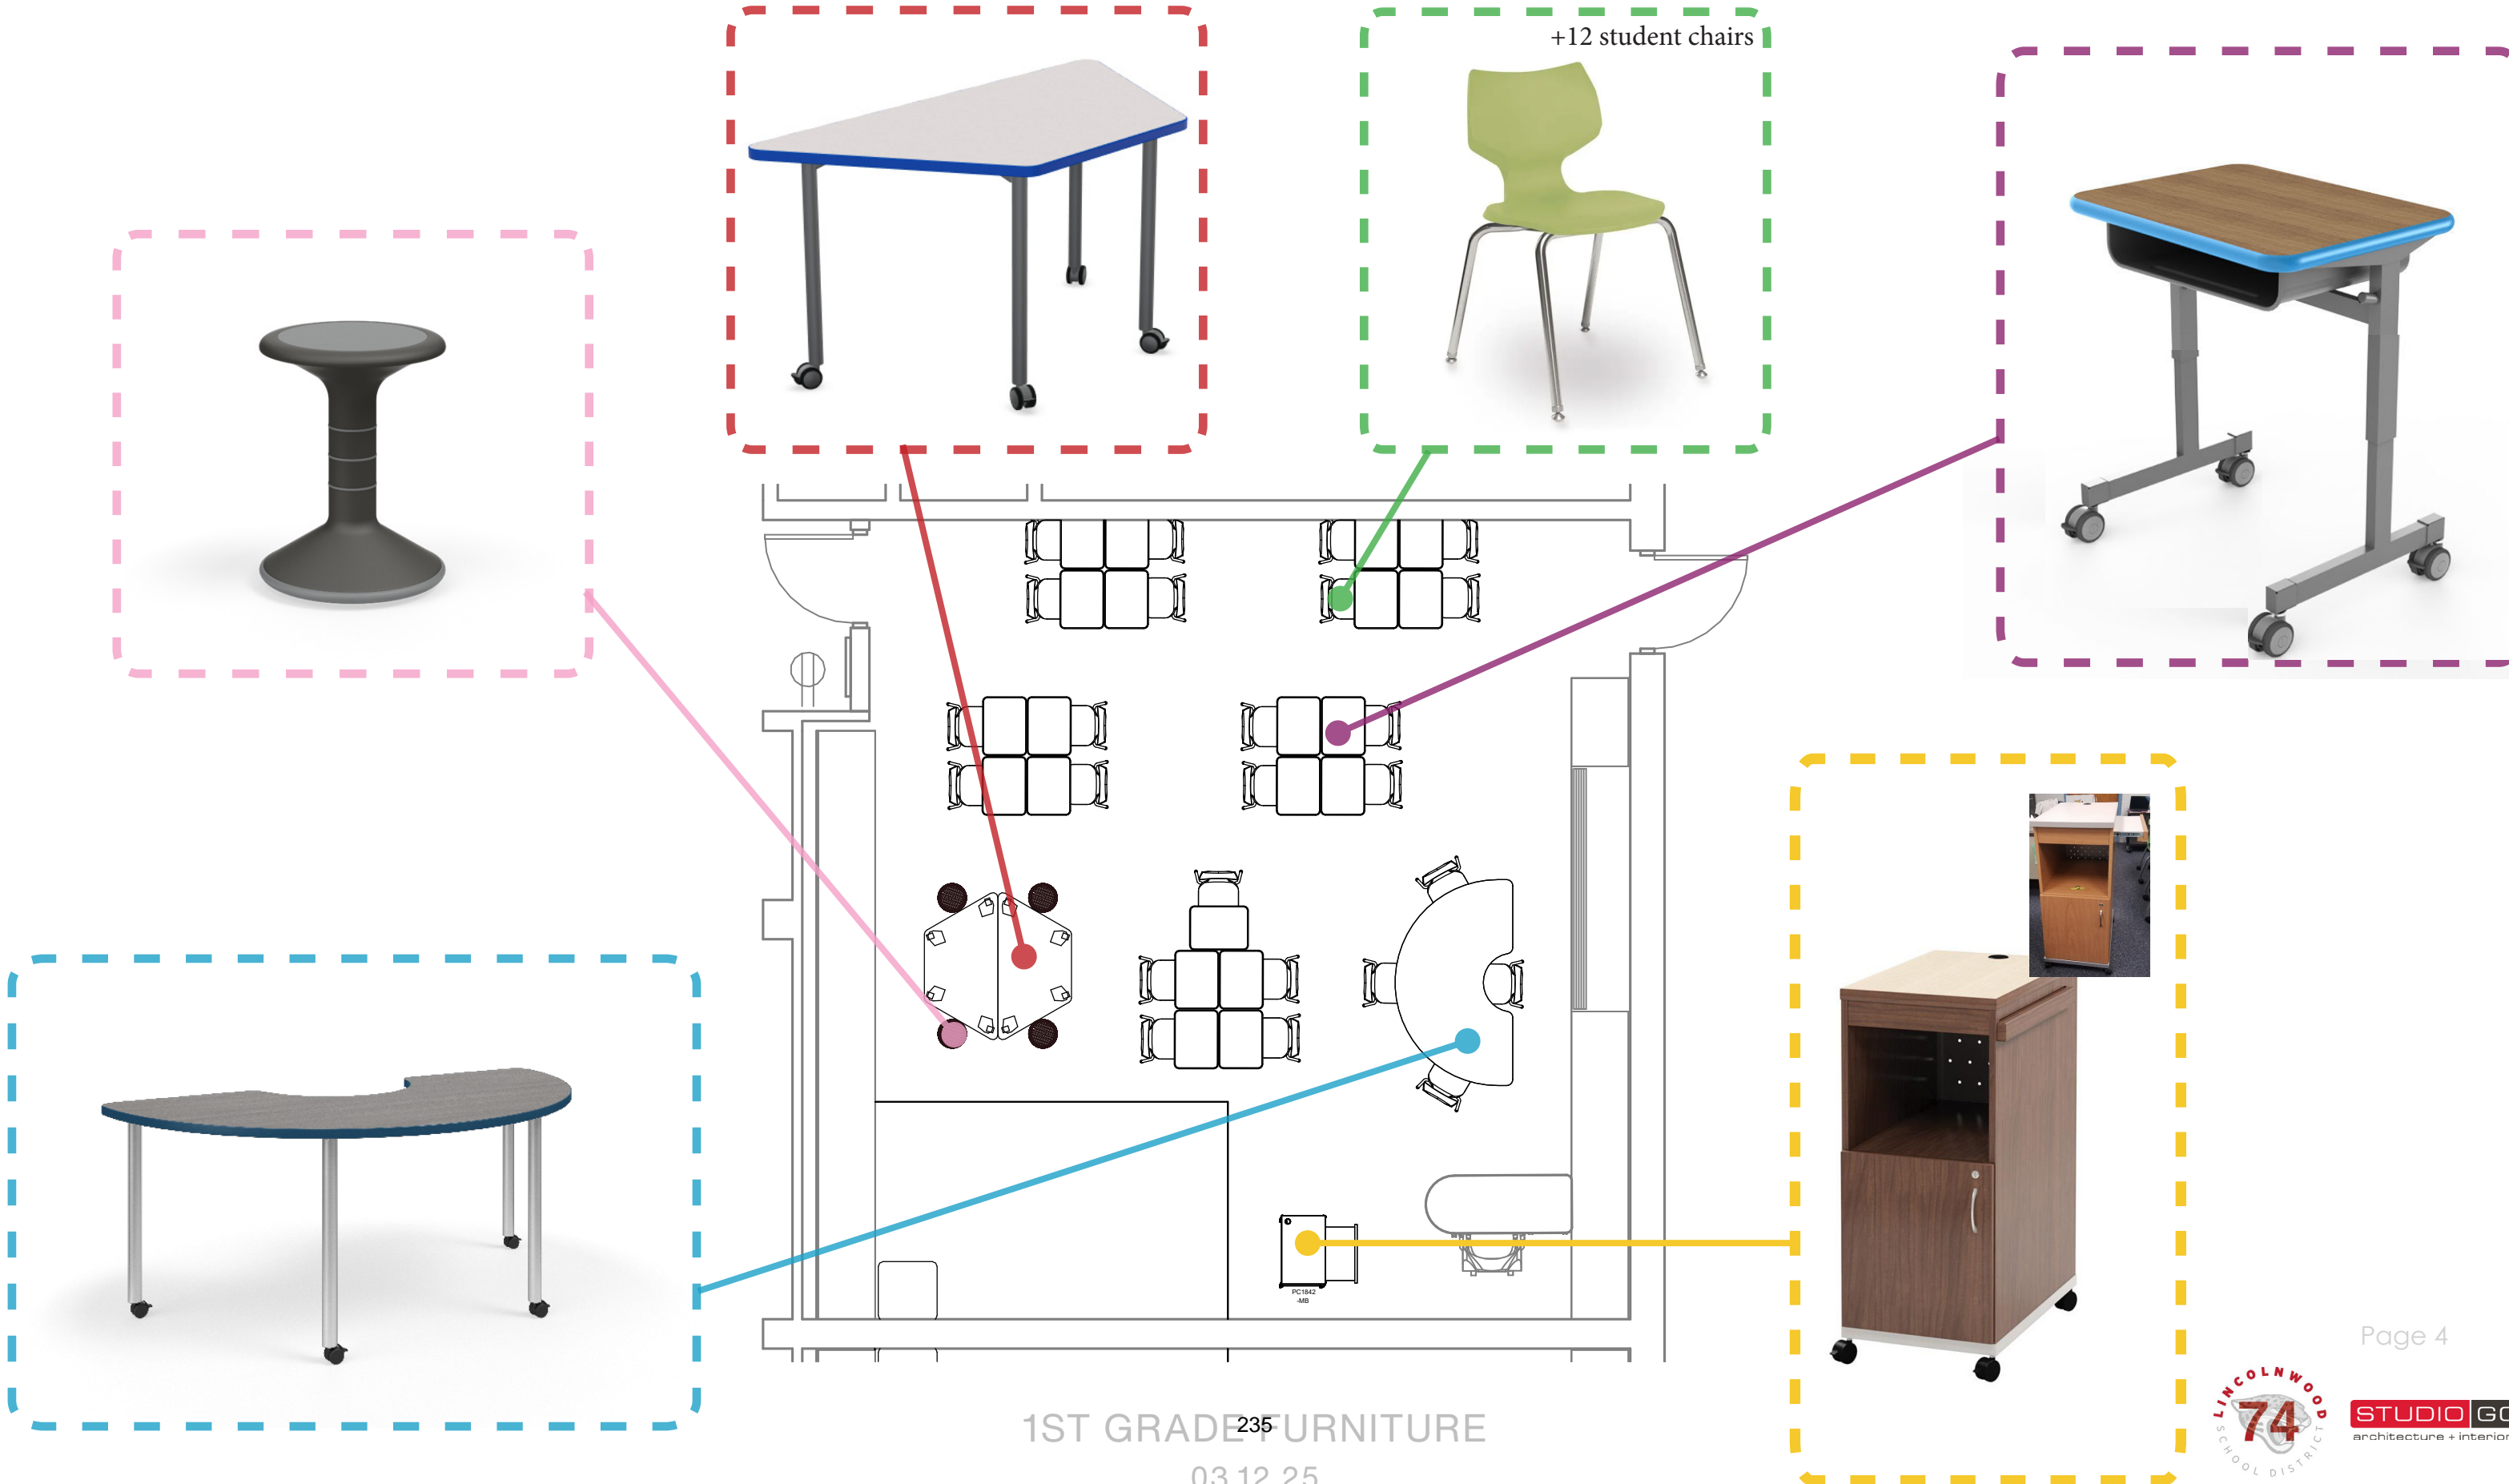 +12 student chairs
PC1842
-MB
Page 4
1ST GRADE FURNITURE
235
03.12.25
LINCOLNWOOD
74
SCHOOL DISTRICT
STUDIO GC
architecture + interior